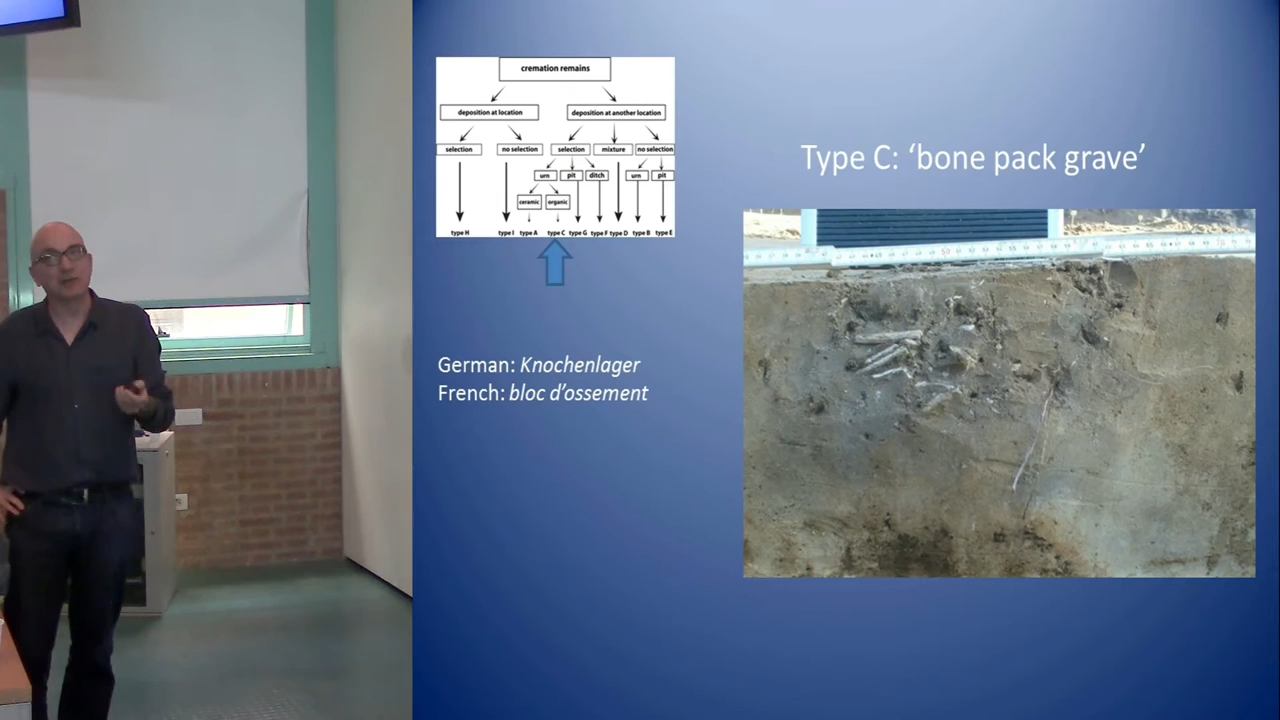 cremation remains
deposition at location
deposition at another location
selection
no selection
selection
mixture
no selection
urn
pit
ditch
urn
pit
ceramic
organic
type H
type I
type A
type C
type G
type F
type D
type B
type E
Type C: ‘bone pack grave’
German: Knochenlager
French: bloc d’ossement